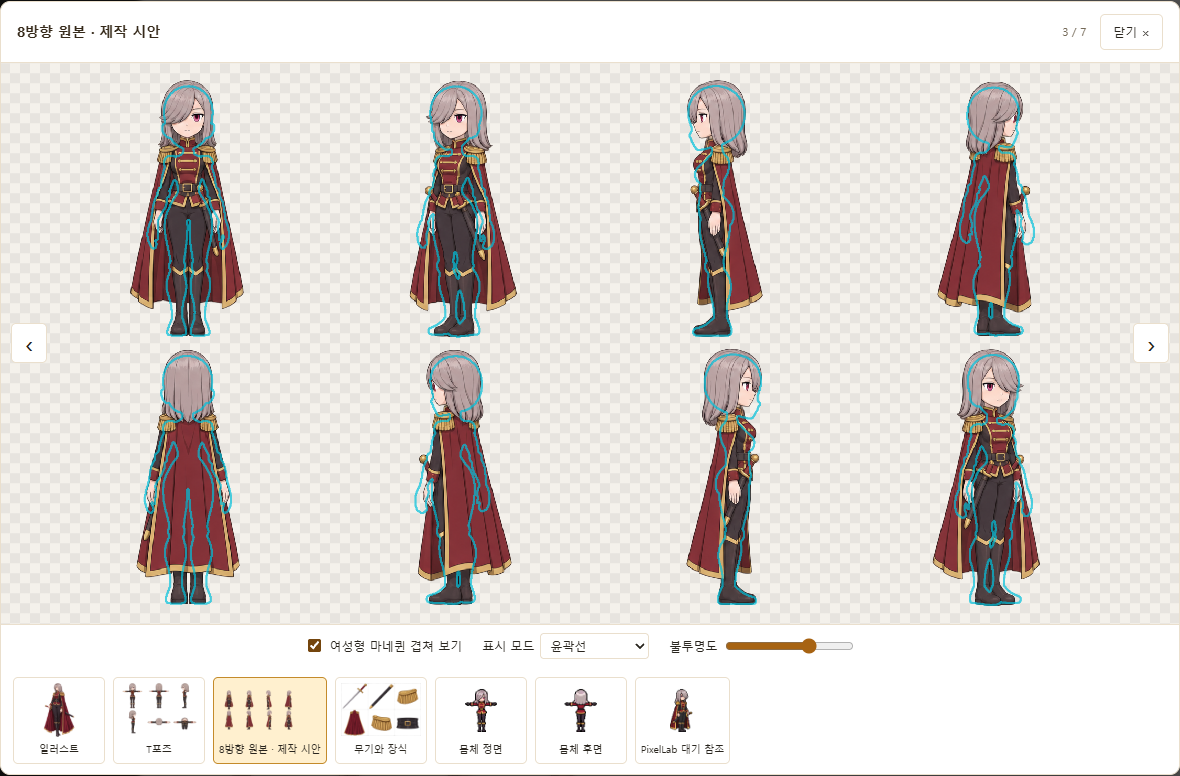 8방향 원본 · 제작 시안
3 / 7
닫기 ×
‹
›
여성형 마네퀸 겹쳐 보기
표시 모드
윤곽선
불투명도
일러스트
T포즈
8방향 원본 · 제작 시안
무기와 장식
몸체 정면
몸체 후면
PixelLab 대기 참조